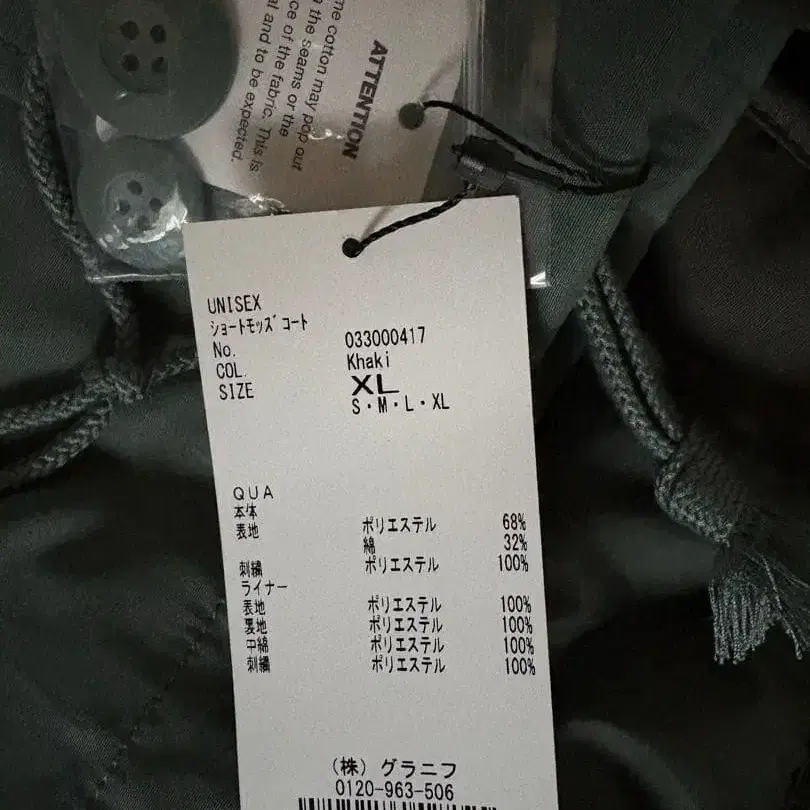 ATTENTION
me cotton may pop out
the seams or the
ce of the fabric. This is
al and to be expected.
UNISEX
ショートモッズコート
No. 033000417
COL. Khaki
SIZE XL
S・M・L・XL
QUA
本体
表地 ポリエステル 68%
綿 32%
刺繍 ポリエステル 100%
ライナー
表地 ポリエステル 100%
裏地 ポリエステル 100%
中綿 ポリエステル 100%
刺繍 ポリエステル 100%
(株) グラニフ
0120-963-506